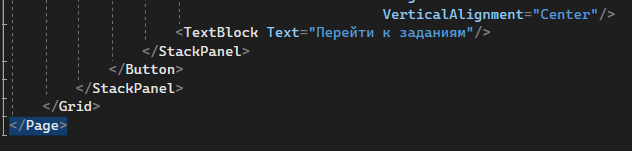 VerticalAlignment="Center"/>
<TextBlock Text="Перейти к заданиям"/>
</StackPanel>
</Button>
</StackPanel>
</Grid>
</Page>